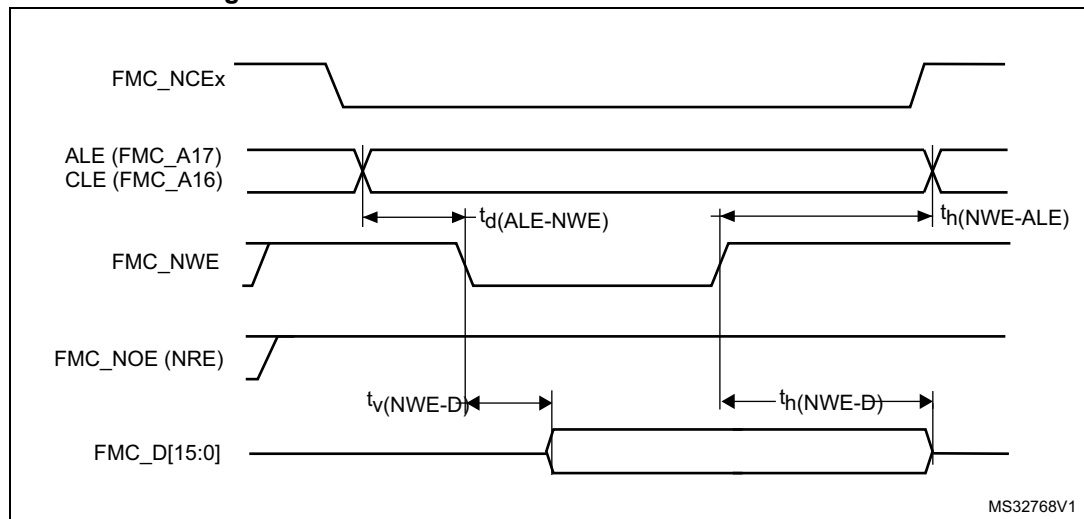 FMC_NCEx
ALE (FMC_A17)
CLE (FMC_A16)
td(ALE-NWE)
th(NWE-ALE)
FMC_NWE
FMC_NOE (NRE)
tv(NWE-D)
th(NWE-D)
FMC_D[15:0]
MS32768V1